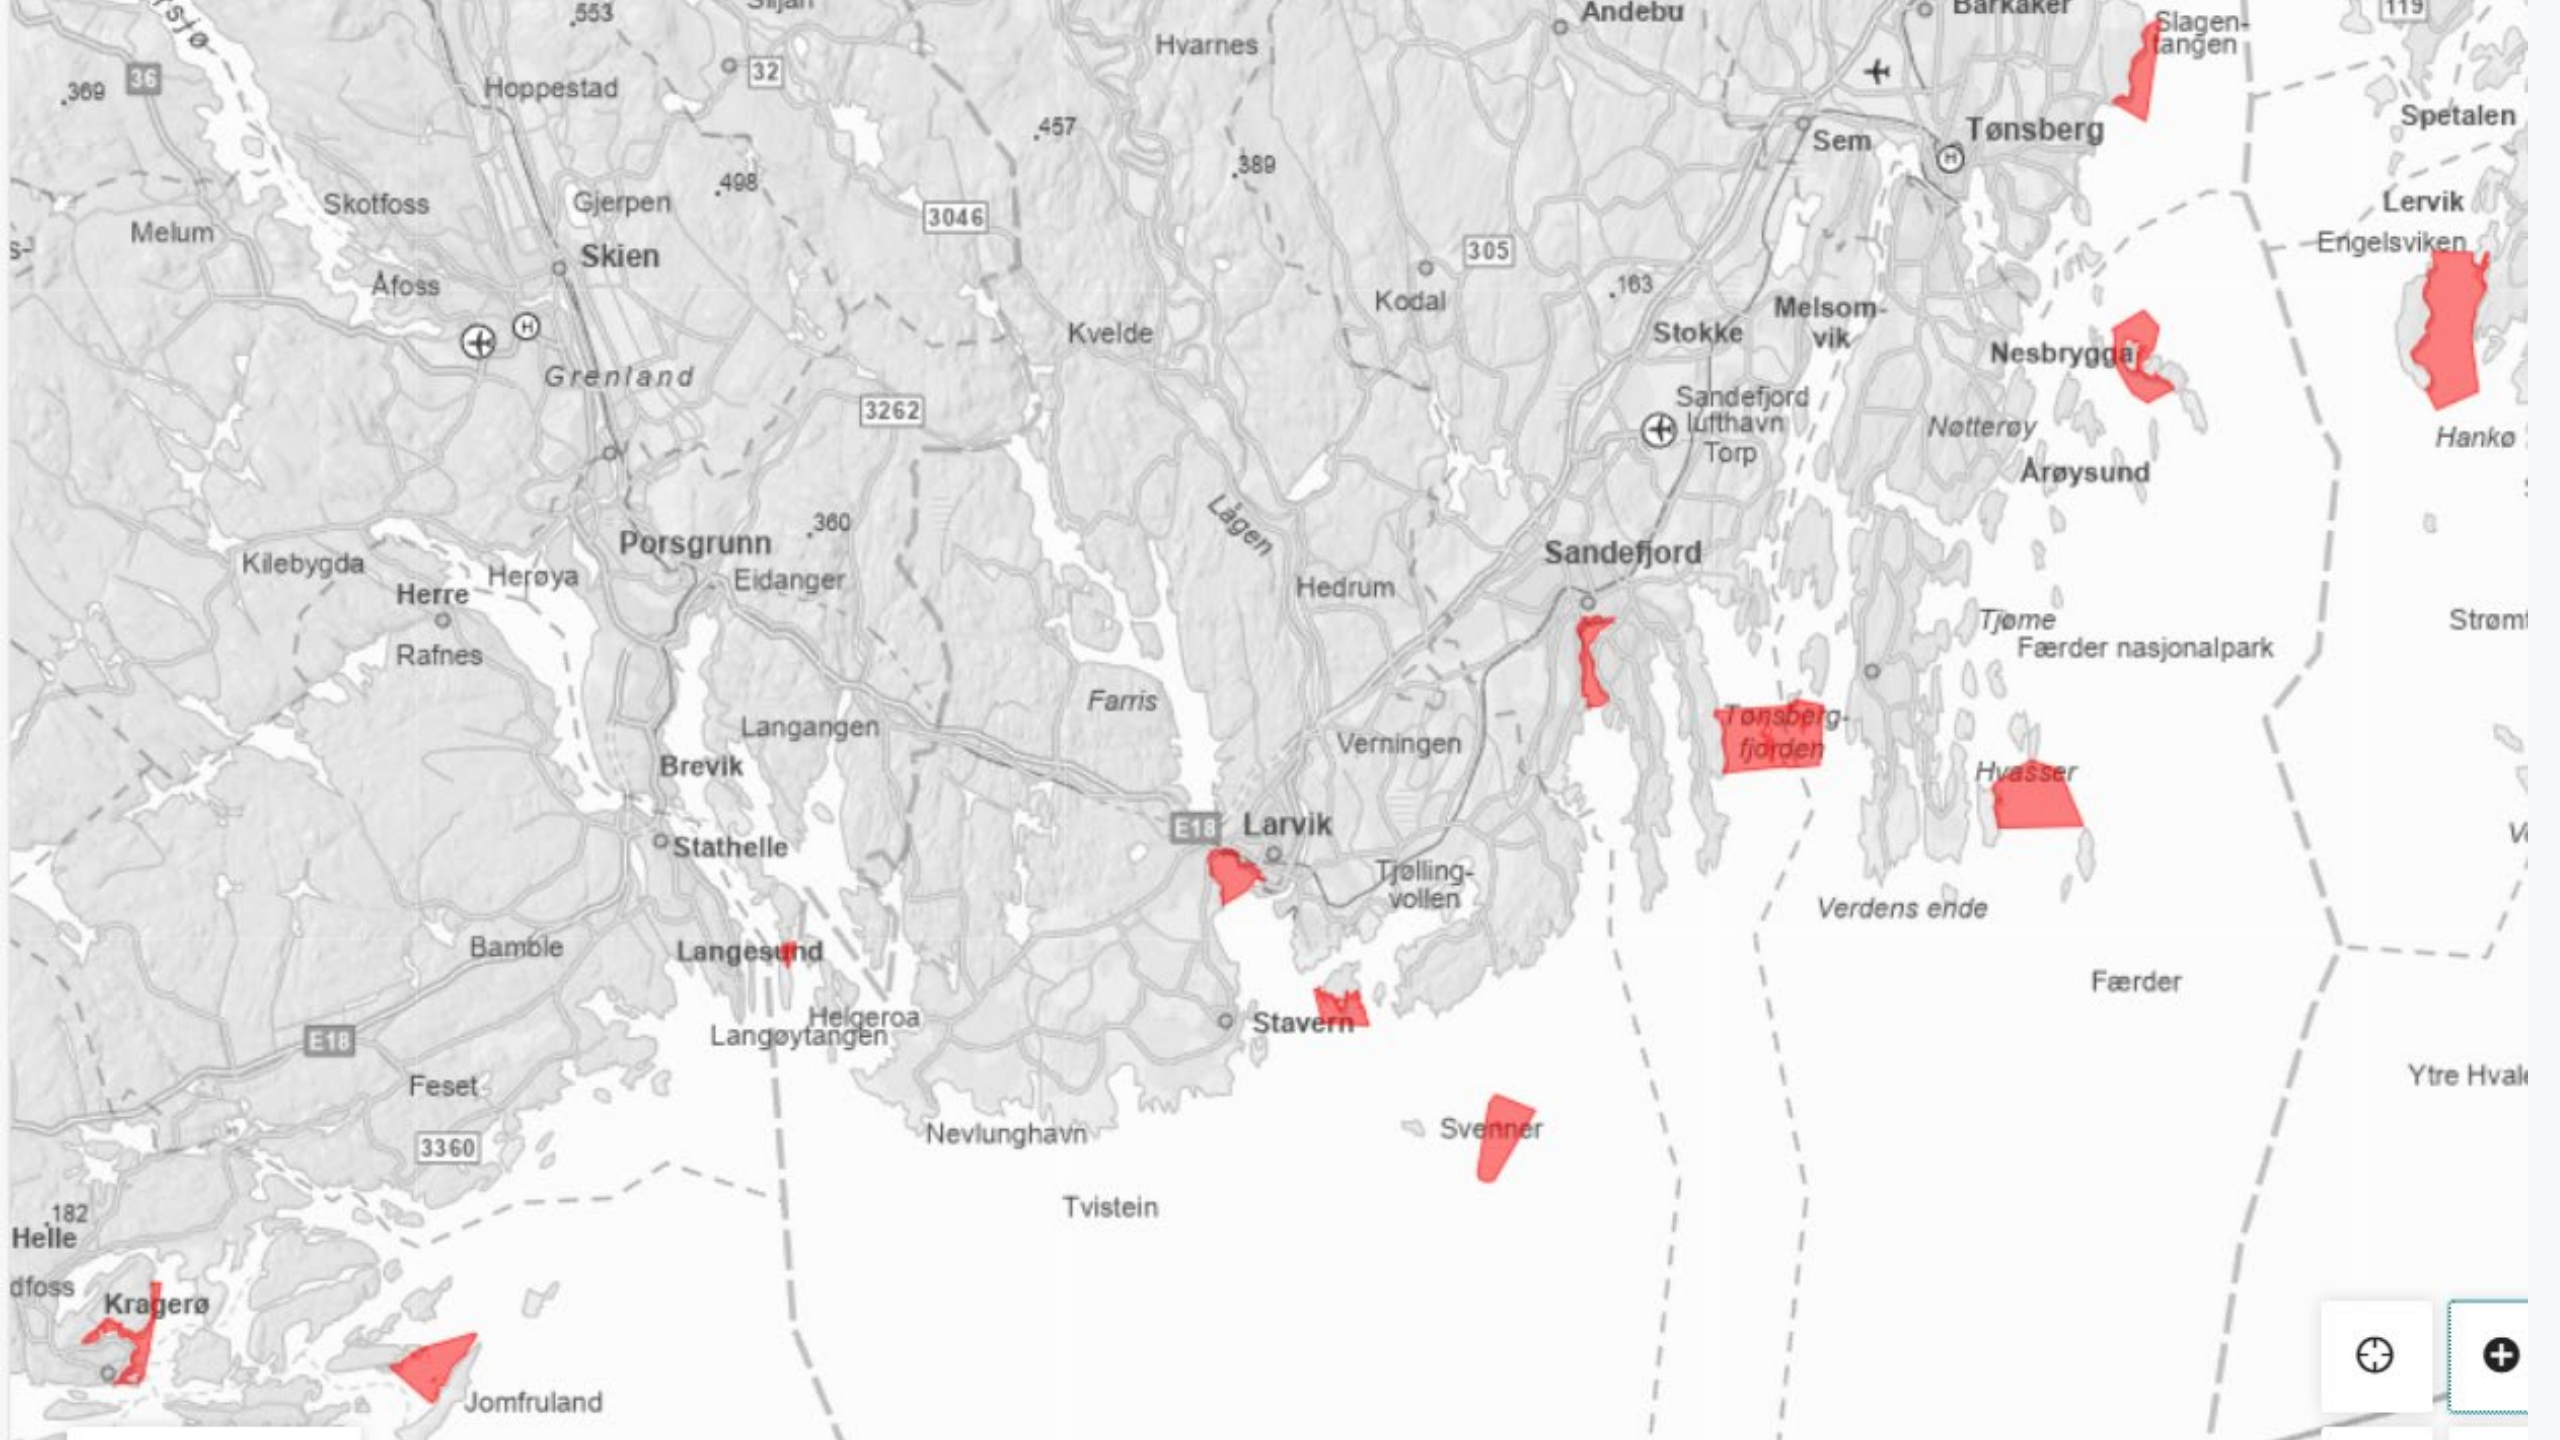 .553
Andebu
Barkåker
119
Slagen-
tangen
Hvarnes
36
.369
32
Hoppestad
Spetalen
.457
Tønsberg
Sem
.389
.498
Skotfoss
Gjerpen
3046
Lervik
Melum
Engelsviken
305
Skien
H
Åfoss
.163
Kodal
Melsom-
vik
Stokke
Kvelde
H
Nesbrygga
Grenland
Sandefjord
lufthavn
Torp
3262
Nøtterøy
Hankø
Årøysund
.360
Lågen
Porsgrunn
Sandefjord
Kilebygda
Herøya
Eidanger
Hedrum
Herre
Tjøme
Strømt
Færder nasjonalpark
Rafnes
Farris
Langangen
Tønsberg-
fjorden
Verningen
Brevik
Hvasser
E18
Larvik
Stathelle
Tjølling-
vollen
Verdens ende
Bamble
Langesund
Færder
Helgeroa
Stavern
Langøytangen
E18
Feset
Ytre Hvale
Svenner
Nevlunghavn
3360
Tvistein
.182
Helle
dfoss
Kragerø
Jomfruland